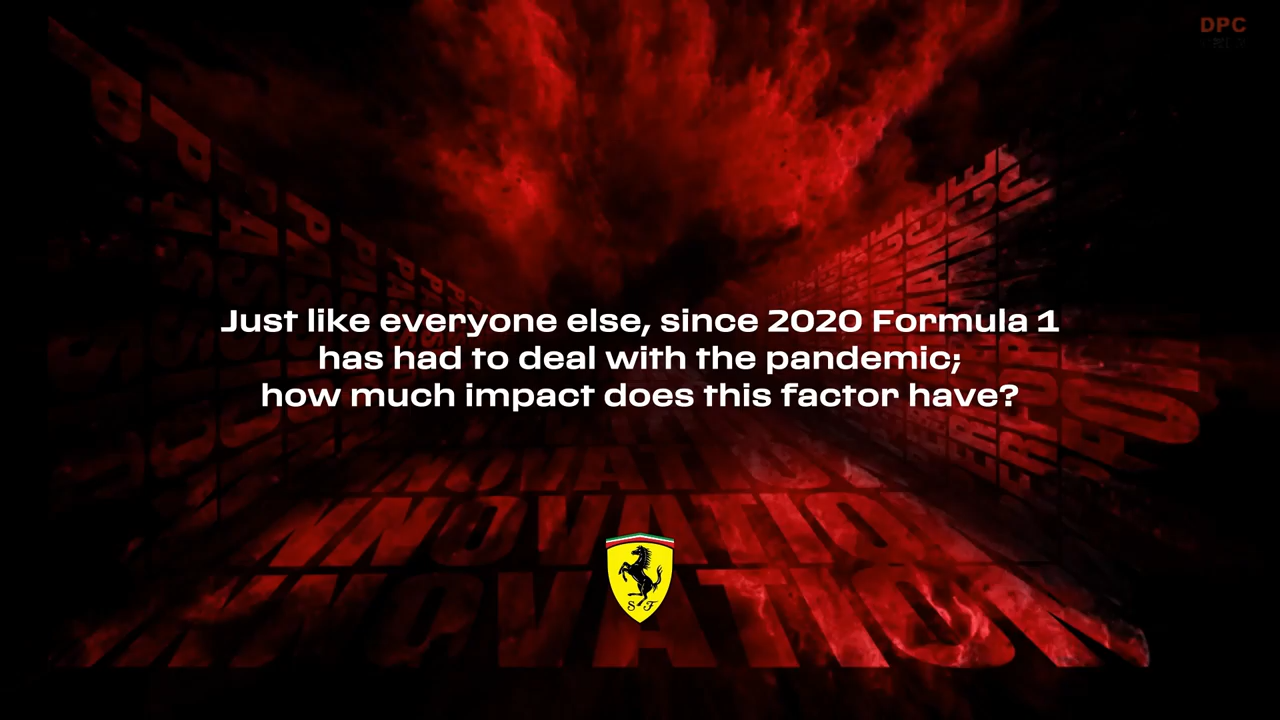 DPC
Just like everyone else, since 2020 Formula 1
has had to deal with the pandemic;
how much impact does this factor have?
INNOVATION
INNOVATION
INNOVATION
S F